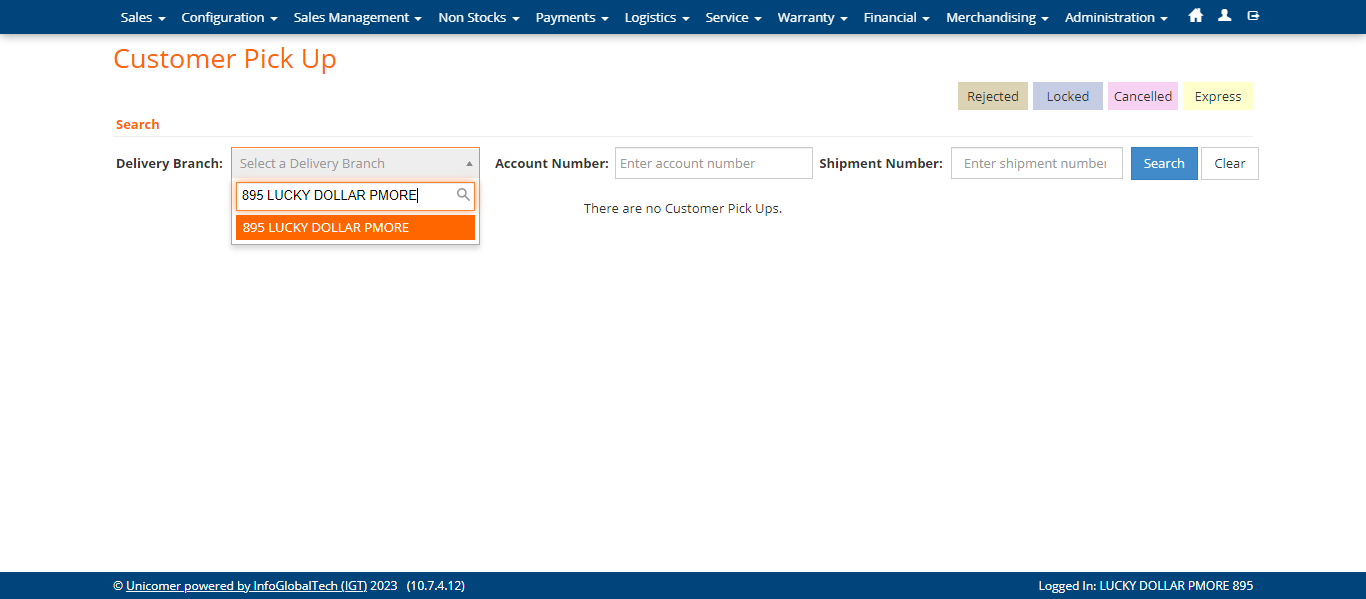 Sales Configuration Sales Management Non Stocks Payments Logistics Service Warranty Financial Merchandising Administration
Customer Pick Up
Rejected Locked Cancelled Express
Search
Delivery Branch: Select a Delivery Branch Account Number: Enter account number Shipment Number: Enter shipment number Search Clear
895 LUCKY DOLLAR PMORE
There are no Customer Pick Ups.
895 LUCKY DOLLAR PMORE
© Unicomer powered by InfoGlobalTech (IGT) 2023 (10.7.4.12) Logged In: LUCKY DOLLAR PMORE 895